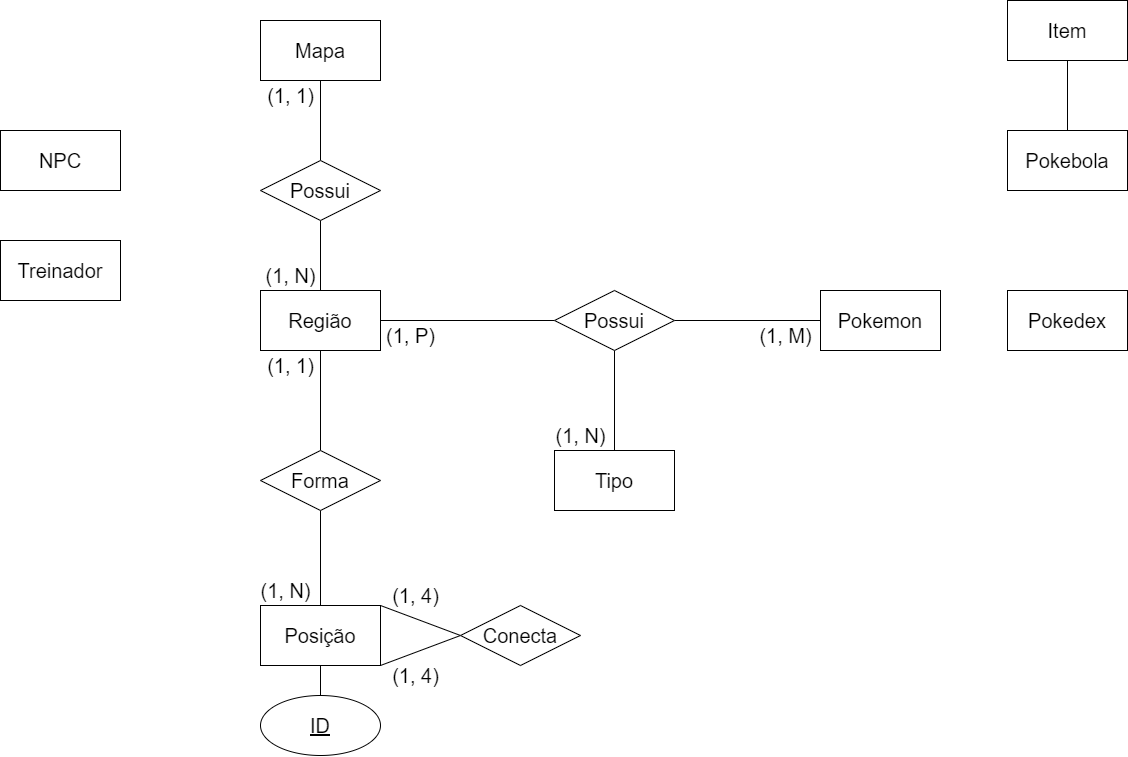 Item
Mapa
(1, 1)
NPC
Pokebola
Possui
Treinador
(1, N)
Região
(1, P)
Possui
(1, M)
Pokemon
Pokedex
(1, 1)
(1, N)
Forma
Tipo
(1, N)
(1, 4)
Posição
Conecta
(1, 4)
ID